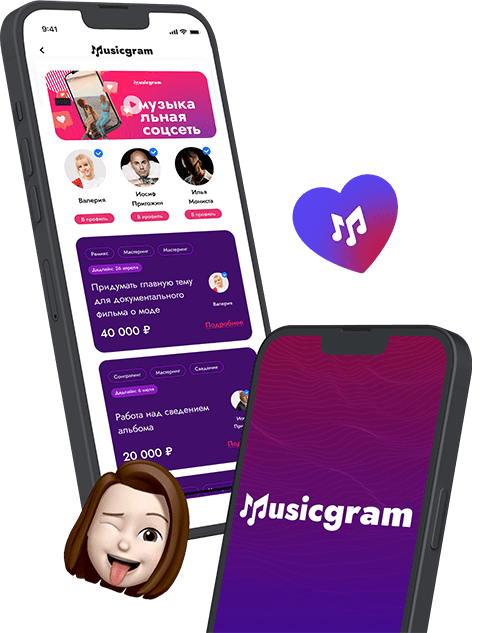 9:41
Musicgram
Musicgram
музыка
льная
соцсеть
Валерия
Иосиф
Пригожин
Илья
Мониста
В профиль
В профиль
В профиль
Ремикс
Мастеринг
Мастеринг
Дедлайн: 26 апреля
Придумать главную тему
для документального
фильма о моде
Валерия
40 000 ₽
Подробнее
Сонграйтинг
Мастеринг
Сведение
Дедлайн: 6 июля
Работа над сведением
альбома
20 000 ₽
Musicgram